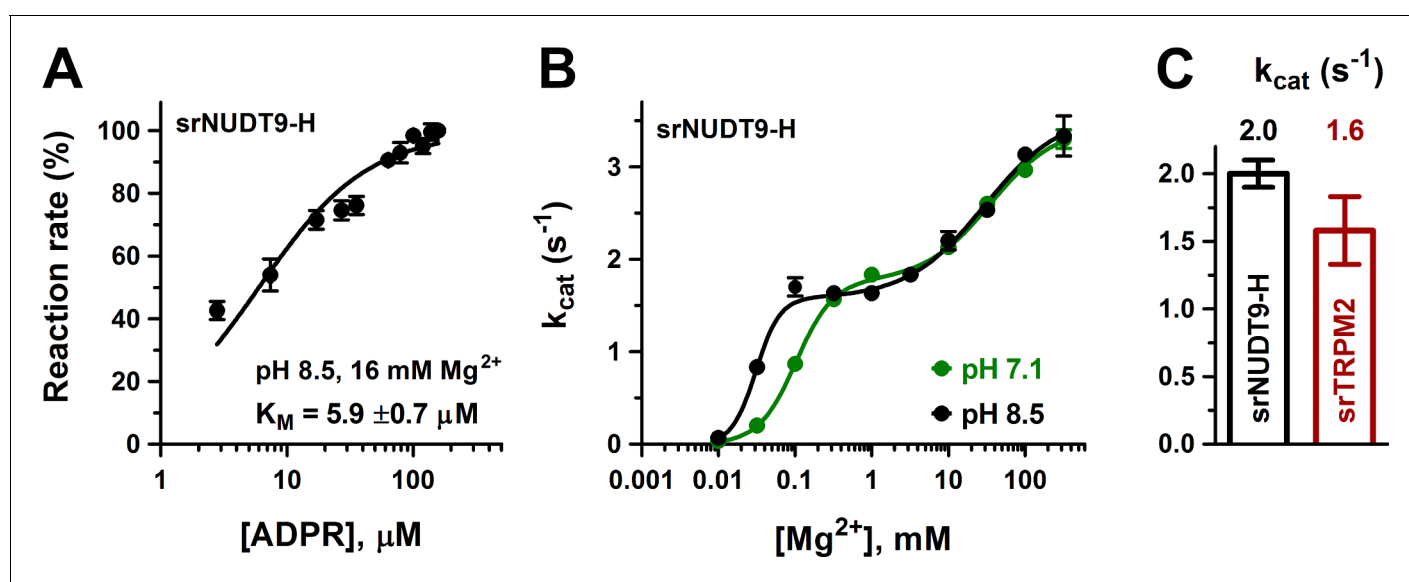 A
Reaction rate (%)
100
80
60
40
20
0
srNUDT9-H
pH 8.5, 16 mM Mg2+
KM = 5.9 ±0.7 μM
1
10
100
[ADPR], μM
B
kcat (s-1)
3
2
1
0
srNUDT9-H
pH 7.1
pH 8.5
0.001
0.01
0.1
1
10
100
[Mg2+], mM
C
kcat (s-1)
2.0
1.6
2.0
1.5
1.0
0.5
0.0
srNUDT9-H
srTRPM2